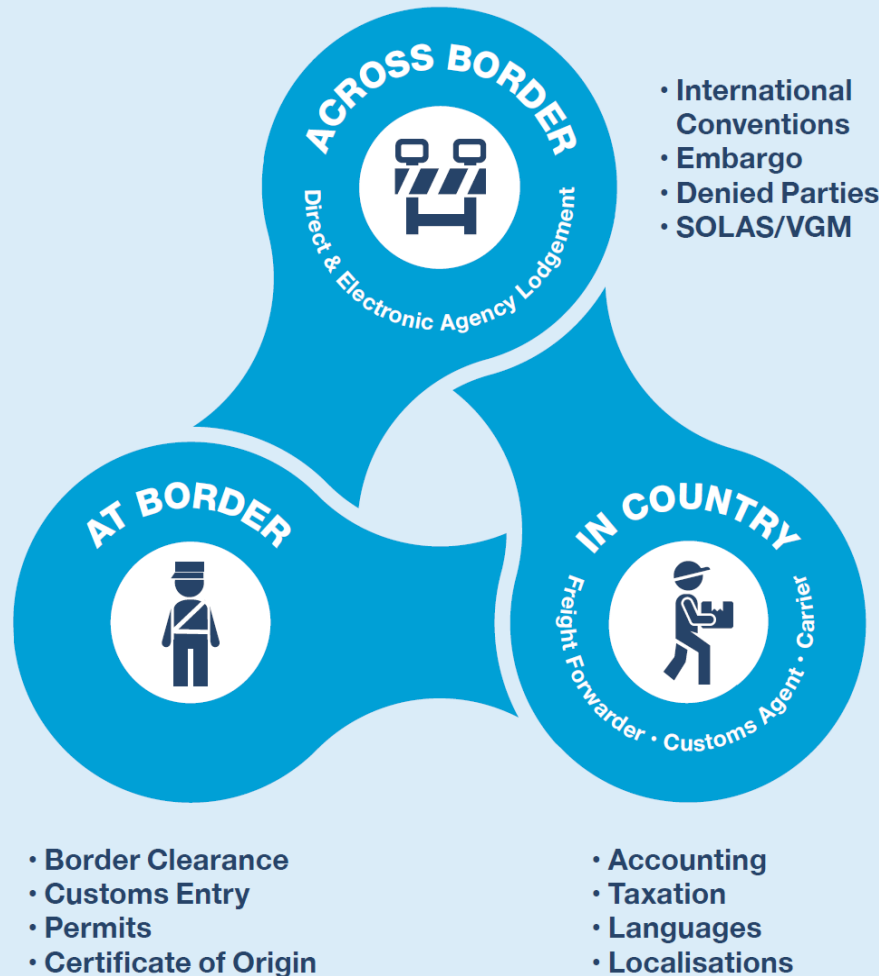 ACROSS BORDER
Direct & Electronic Agency Lodgement
• International
Conventions
• Embargo
• Denied Parties
• SOLAS/VGM
AT BORDER
IN COUNTRY
Freight Forwarder • Customs Agent • Carrier
• Border Clearance
• Customs Entry
• Permits
• Certificate of Origin
• Accounting
• Taxation
• Languages
• Localisations